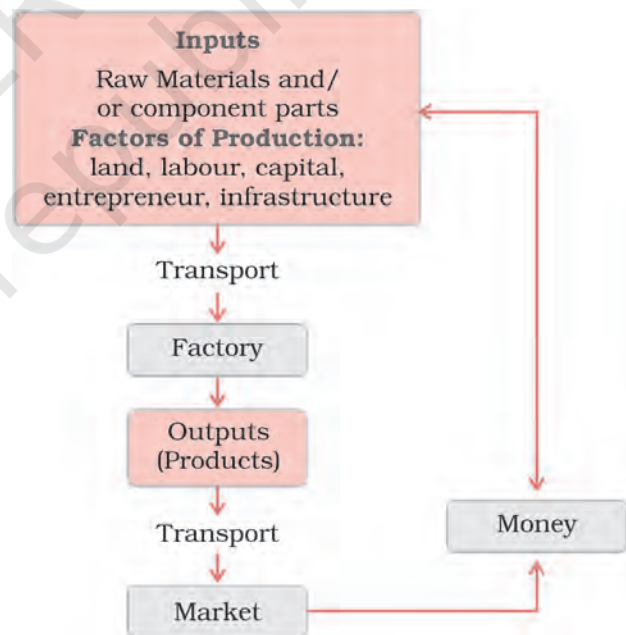 Inputs
Raw Materials and/
or component parts
Factors of Production:
land, labour, capital,
entrepreneur, infrastructure
Transport
Factory
Outputs
(Products)
Transport
Market
Money
republi